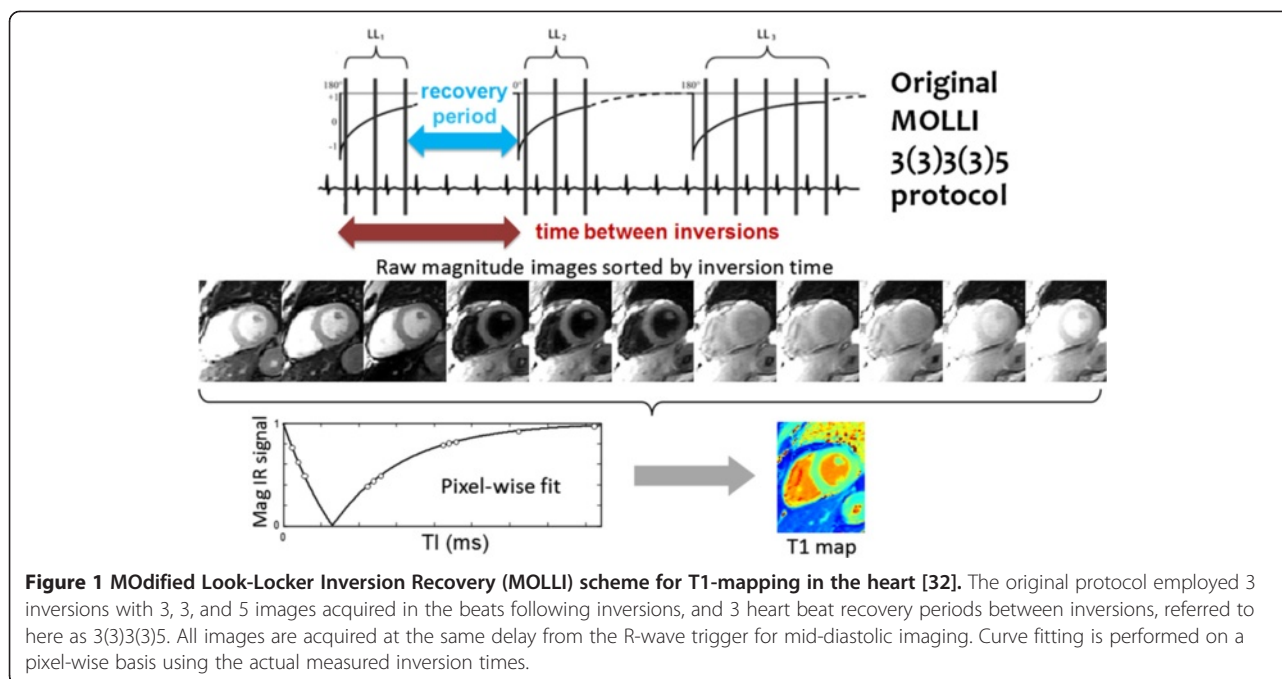 LL₁ LL₂ LL₃
180° 0° 180°
+1
0
-1
recovery
period
Original
MOLLI
3(3)3(3)5
protocol
time between inversions
Raw magnitude images sorted by inversion time
1
Mag IR signal
0
Pixel-wise fit
0
TI (ms)
T1 map
Figure 1 MOdified Look-Locker Inversion Recovery (MOLLI) scheme for T1-mapping in the heart [32]. The original protocol employed 3
inversions with 3, 3, and 5 images acquired in the beats following inversions, and 3 heart beat recovery periods between inversions, referred to
here as 3(3)3(3)5. All images are acquired at the same delay from the R-wave trigger for mid-diastolic imaging. Curve fitting is performed on a
pixel-wise basis using the actual measured inversion times.